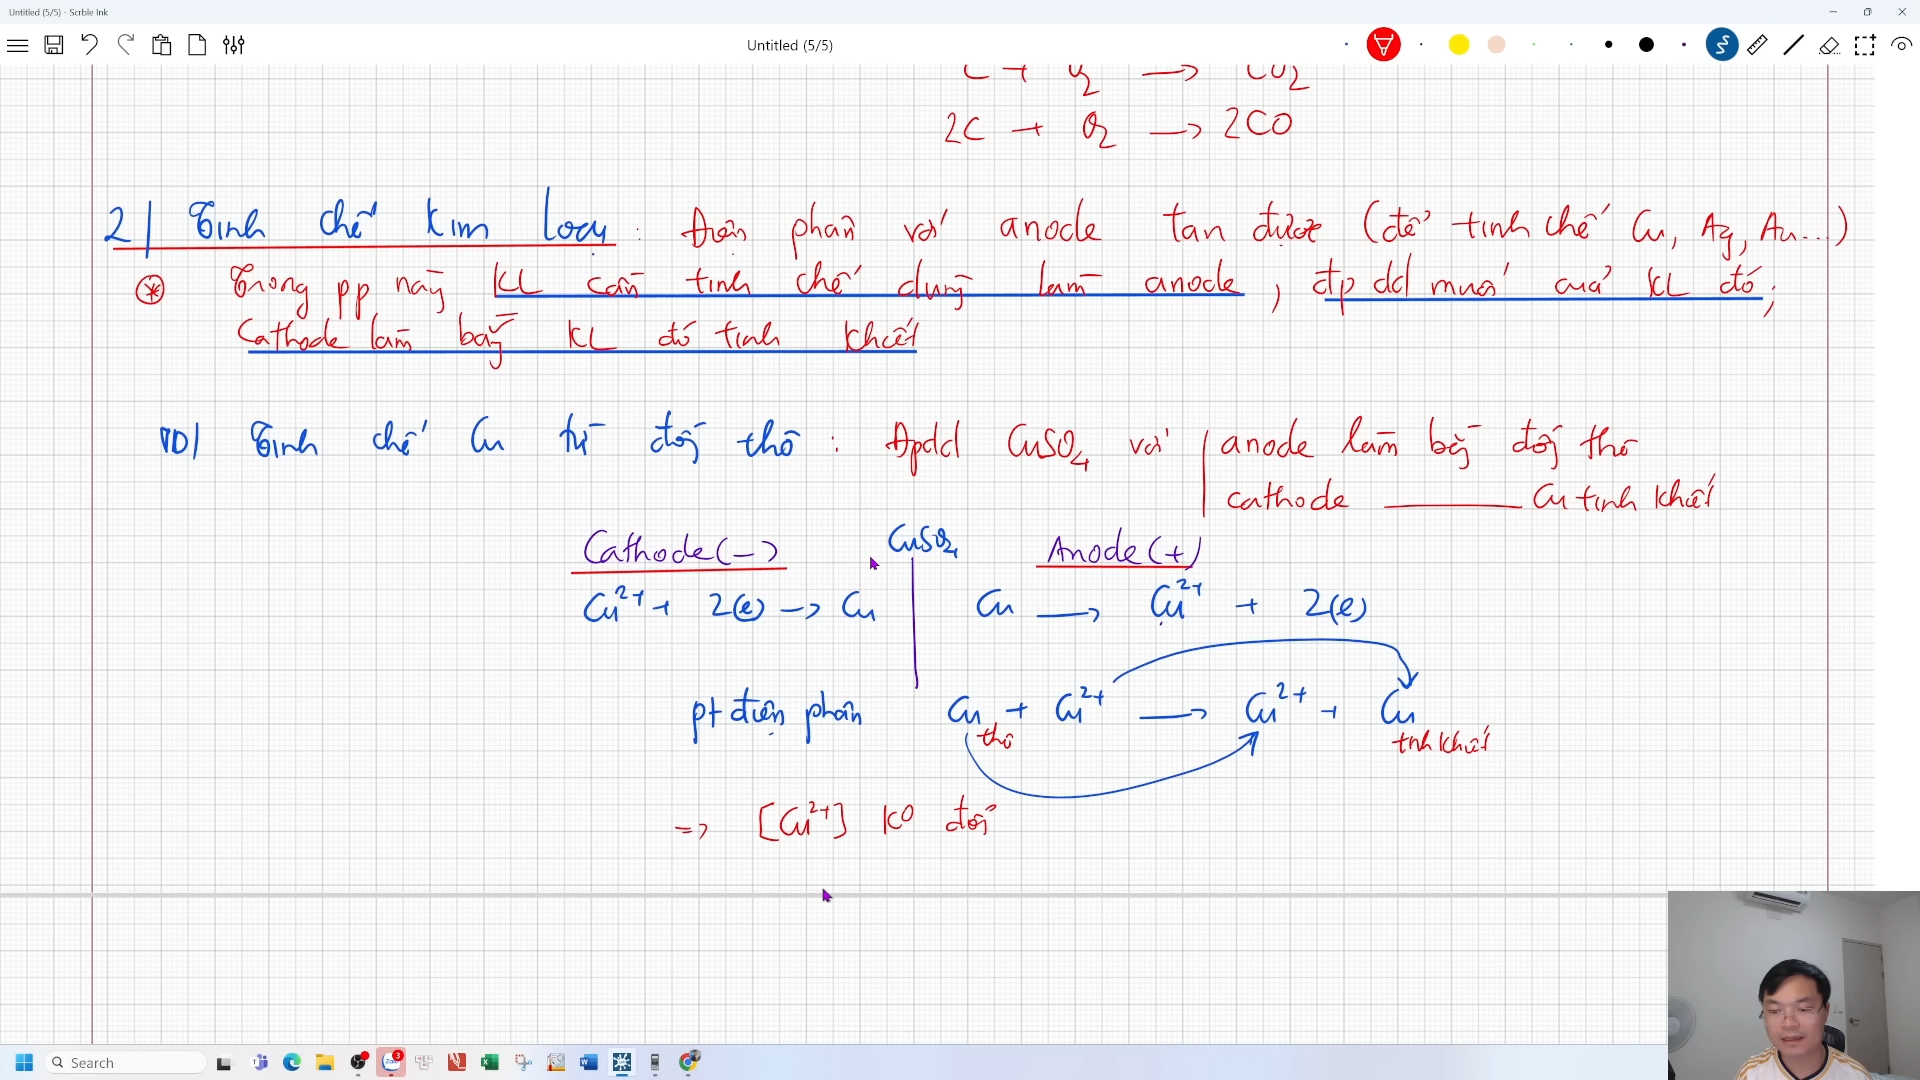 Untitled (5/5) - Scrble Ink
Untitled (5/5)
C + O2 → CO2
2C + O2 → 2CO
2/ Tinh chế kim loại : Điện phân với anode tan được (để tinh chế Cu, Ag, Au...)
* Trong pp này KL cần tinh chế dùng làm anode, đp dd muối của KL đó;
Cathode làm bằng KL đó tinh khiết
VD/ Tinh chế Cu từ đồng thô : Đpdd CuSO4 với | anode làm bằng đồng thô
cathode ——— Cu tinh khiết
Cathode (-) CuSO4 Anode (+)
Cu2+ + 2(e) → Cu Cu → Cu2+ + 2(e)
pt điện phân Cu thô + Cu2+ → Cu2+ + Cu tinh khiết
=> [Cu2+] ko đổi
Search
3